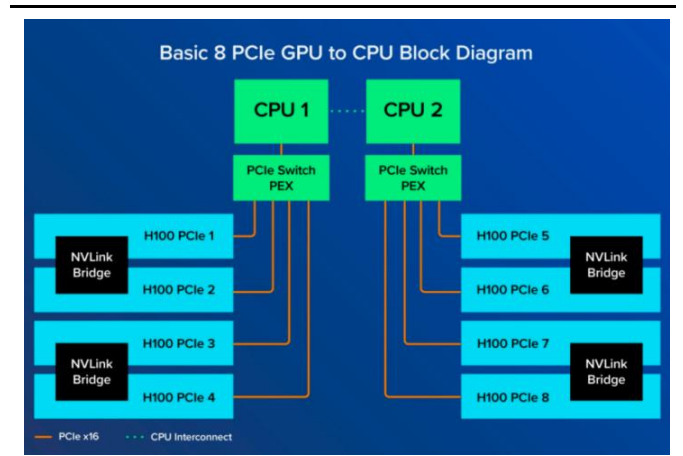 Basic 8 PCIe GPU to CPU Block Diagram
CPU 1
CPU 2
PCIe Switch
PEX
PCIe Switch
PEX
H100 PCIe 1
NVLink
Bridge
H100 PCIe 2
H100 PCIe 3
NVLink
Bridge
H100 PCIe 4
H100 PCIe 5
NVLink
Bridge
H100 PCIe 6
H100 PCIe 7
NVLink
Bridge
H100 PCIe 8
PCIe x16
CPU Interconnect